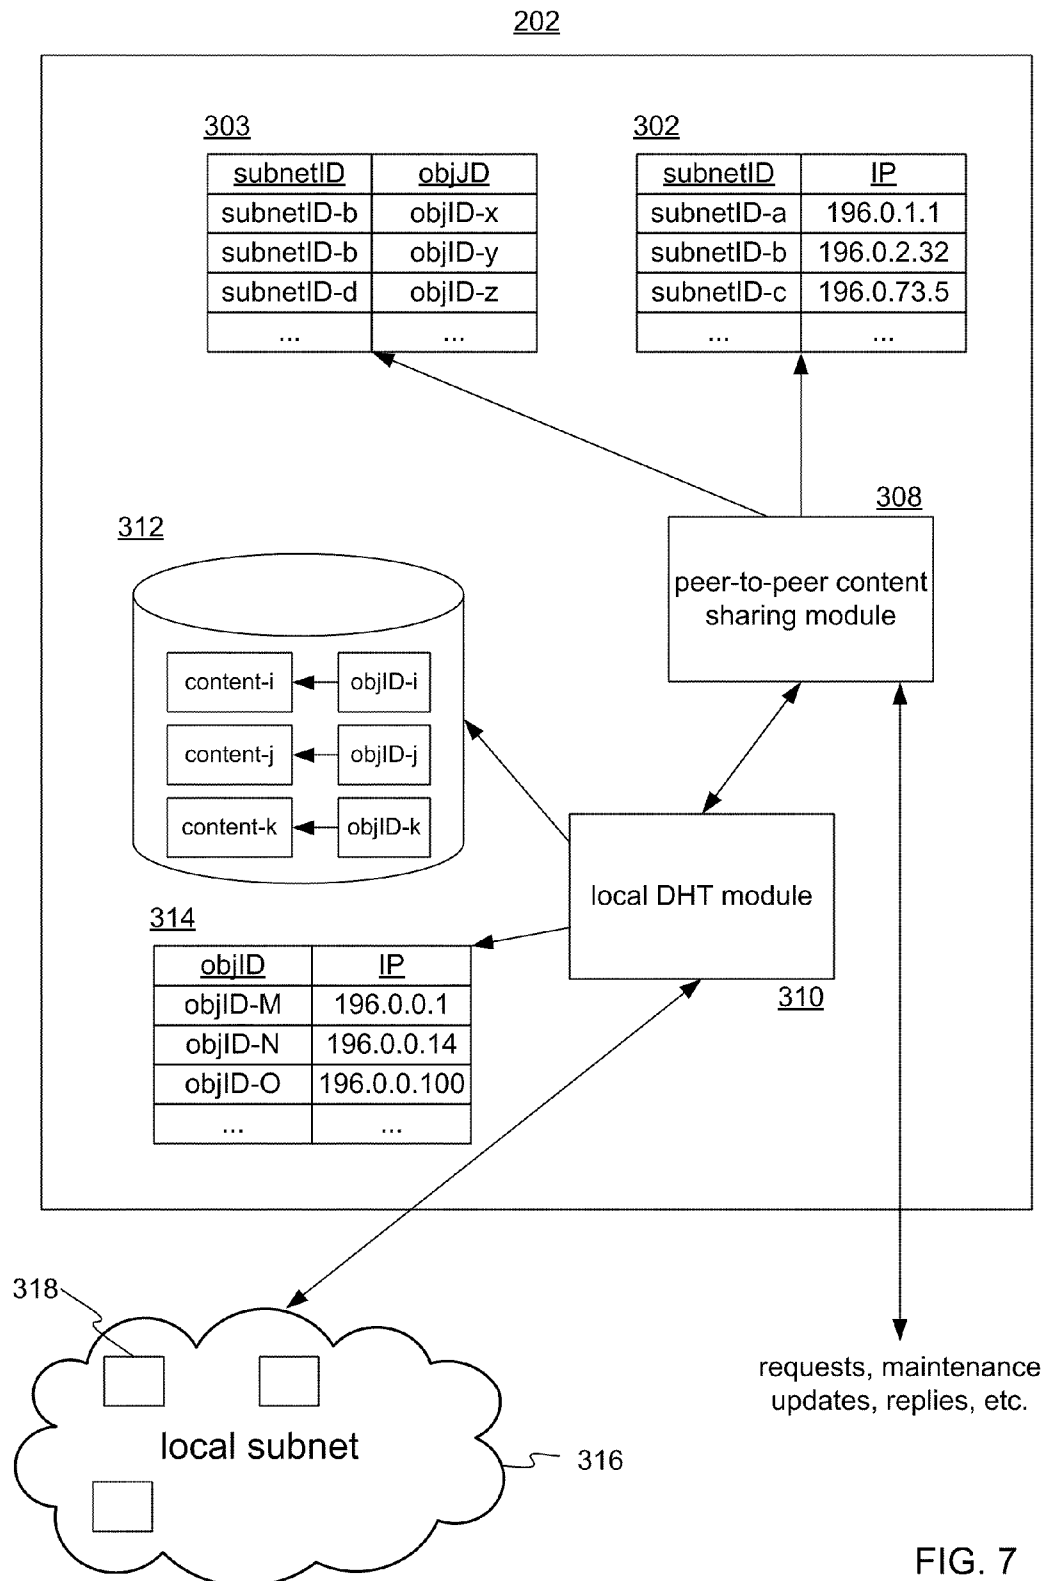 202
303
subnetID objJD
subnetID-b objID-x
subnetID-b objID-y
subnetID-d objID-z
... ...
302
subnetID IP
subnetID-a 196.0.1.1
subnetID-b 196.0.2.32
subnetID-c 196.0.73.5
... ...
308
peer-to-peer content
sharing module
312
content-i objID-i
content-j objID-j
content-k objID-k
local DHT module
310
314
objID IP
objID-M 196.0.0.1
objID-N 196.0.0.14
objID-O 196.0.0.100
... ...
318
local subnet
316
requests, maintenance
updates, replies, etc.
FIG. 7